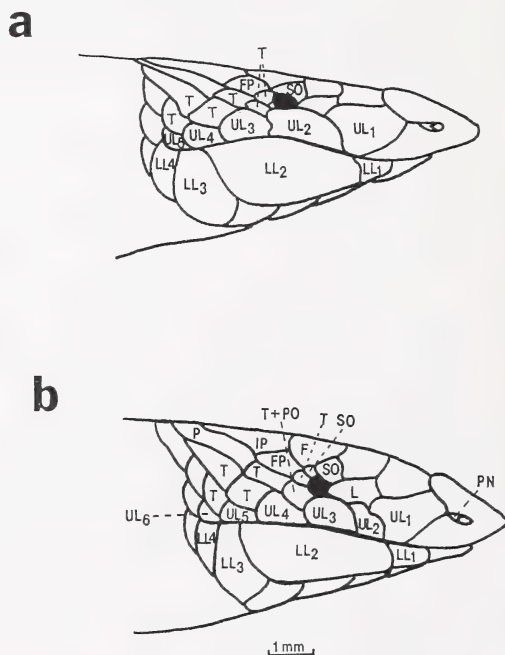 a
T
FP SO
T T
T
T UL3 UL2 UL1
UL5 UL4
LL4 LL3 LL2 LL1
b
T+PO T SO
P IP F
FP SO PN
T T L
T T
UL6 UL5 UL4 UL3 UL2 UL1
LL4 LL3 LL2 LL1
1mm